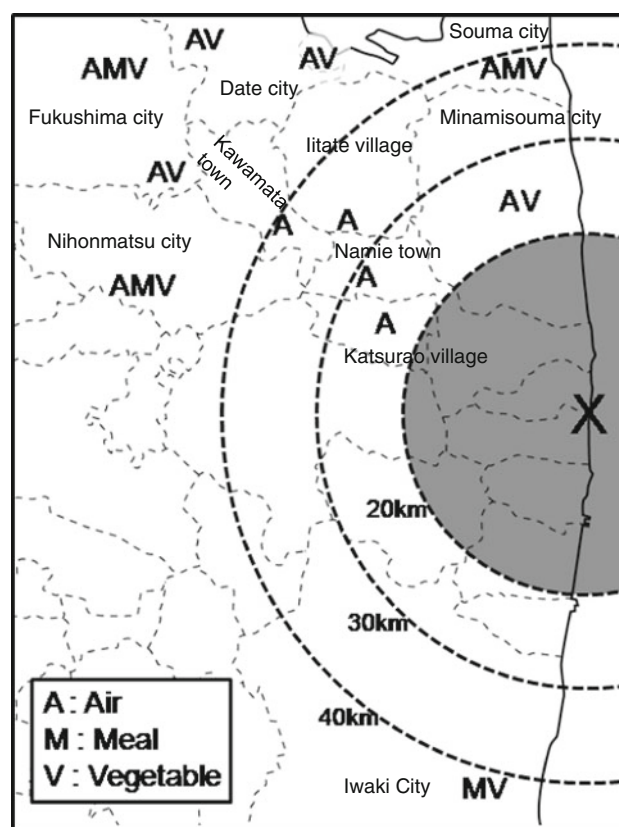 Souma city
AV
AV
AMV
AMV
Date city
Fukushima city
Minamisouma city
Iitate village
Kawamata
town
AV
AV
A
A
Nihonmatsu city
Namie town
AMV
A
A
Katsurao village
X
20km
30km
40km
A : Air
M : Meal
V : Vegetable
Iwaki City
MV